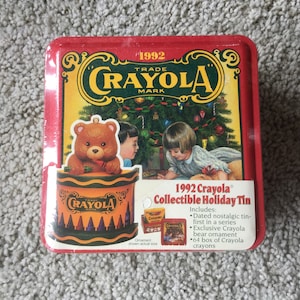 1992
TRADE
CRAYOLA
MARK
CRAYOLA
1992 Crayola
Collectible Holiday Tin
Includes:
• Dated nostalgic tin-
first in a series
• Exclusive Crayola
bear ornament
• 64 box of Crayola
crayons